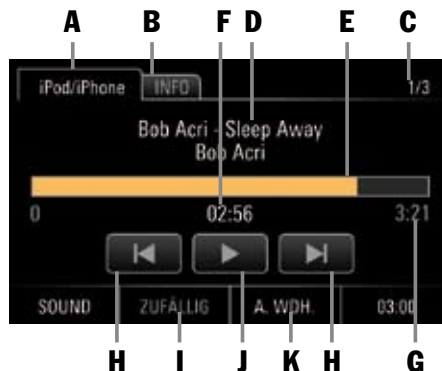 A B F D E C
iPod/iPhone INFO 1/3
Bob Acri - Sleep Away
Bob Acri
0 02:56 3:21
SOUND ZUFÄLLIG A. WDH. 03:00
H I J K H G